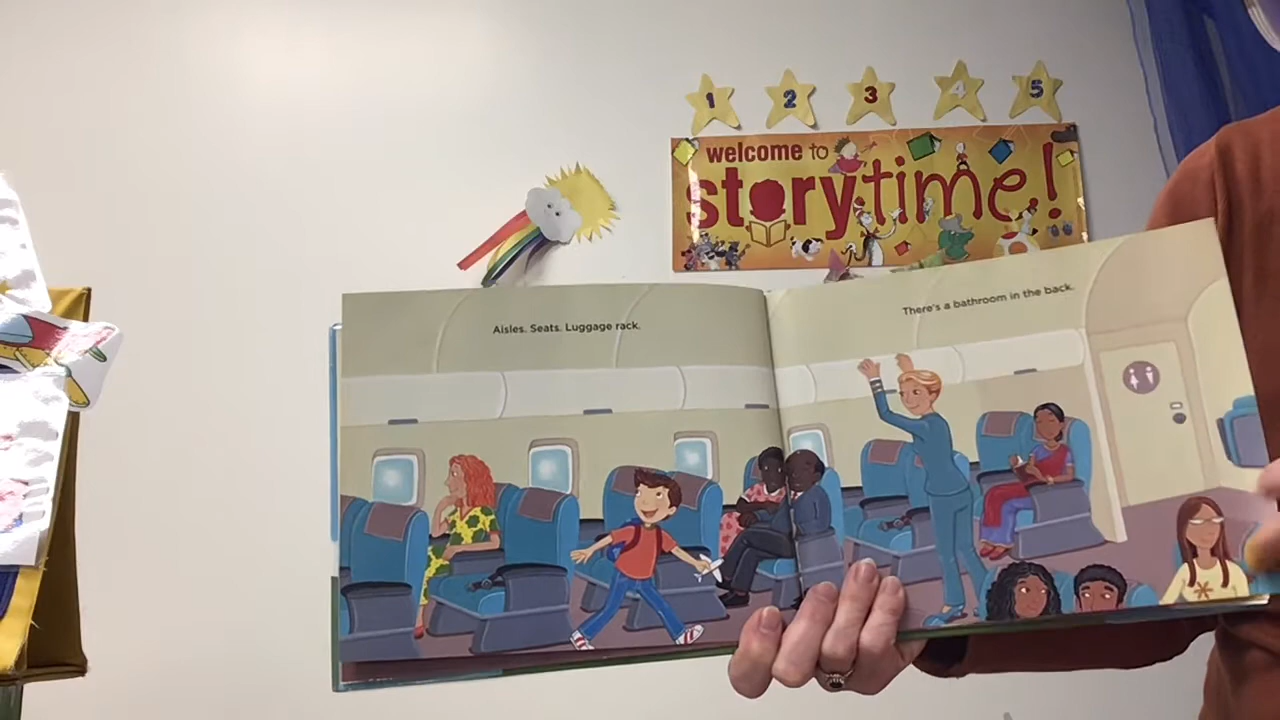 1 2 3 4 5
welcome to
storytime!
Aisles. Seats. Luggage rack.
There's a bathroom in the back.